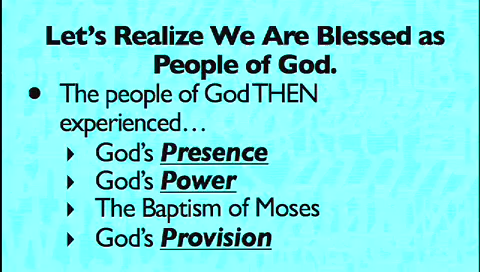 Let's Realize We Are Blessed as
People of God.
• The people of God THEN
experienced…
‣ God's Presence
‣ God's Power
‣ The Baptism of Moses
‣ God's Provision